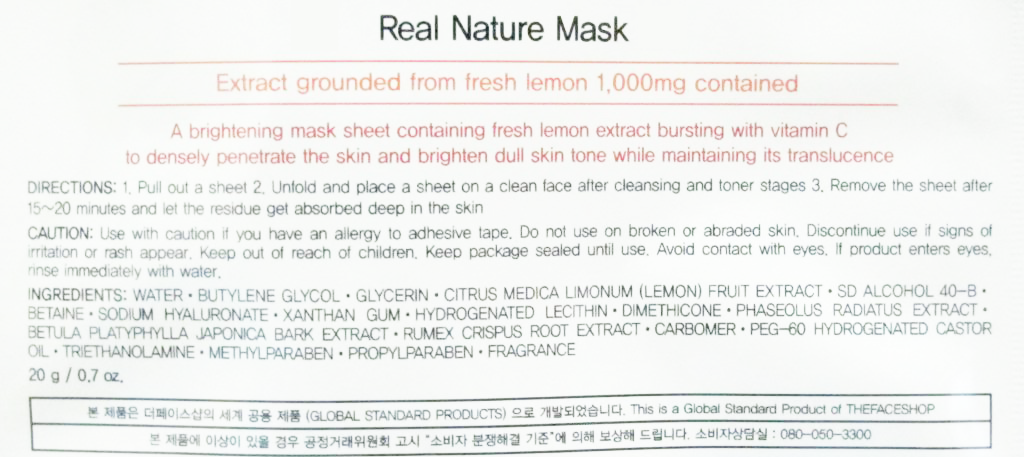 Real Nature Mask
Extract grounded from fresh lemon 1,000mg contained
A brightening mask sheet containing fresh lemon extract bursting with vitamin C
to densely penetrate the skin and brighten dull skin tone while maintaining its translucence
DIRECTIONS: 1. Pull out a sheet 2. Unfold and place a sheet on a clean face after cleansing and toner stages 3. Remove the sheet after
15~20 minutes and let the residue get absorbed deep in the skin
CAUTION: Use with caution if you have an allergy to adhesive tape. Do not use on broken or abraded skin. Discontinue use if signs of
irritation or rash appear. Keep out of reach of children. Keep package sealed until use. Avoid contact with eyes. If product enters eyes,
rinse immediately with water.
INGREDIENTS: WATER • BUTYLENE GLYCOL • GLYCERIN • CITRUS MEDICA LIMONUM (LEMON) FRUIT EXTRACT • SD ALCOHOL 40-B •
BETAINE • SODIUM HYALURONATE • XANTHAN GUM • HYDROGENATED LECITHIN • DIMETHICONE • PHASEOLUS RADIATUS EXTRACT •
BETULA PLATYPHYLLA JAPONICA BARK EXTRACT • RUMEX CRISPUS ROOT EXTRACT • CARBOMER • PEG-60 HYDROGENATED CASTOR
OIL • TRIETHANOLAMINE • METHYLPARABEN • PROPYLPARABEN • FRAGRANCE
20 g / 0.7 oz.
본 제품은 더페이스샵의 세계 공용 제품 (GLOBAL STANDARD PRODUCTS) 으로 개발되었습니다. This is a Global Standard Product of THEFACESHOP
본 제품에 이상이 있을 경우 공정거래위원회 고시 "소비자 분쟁해결 기준"에 의해 보상해 드립니다. 소비자상담실 : 080-050-3300